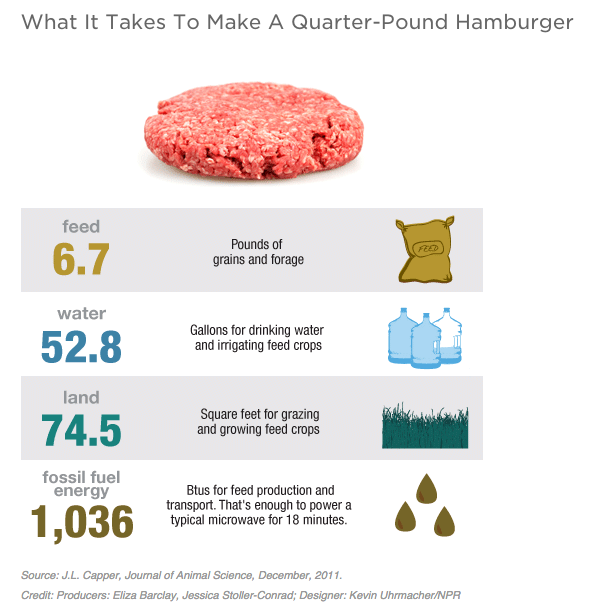 What It Takes To Make A Quarter-Pound Hamburger
feed
6.7
Pounds of
grains and forage
FEED
water
52.8
Gallons for drinking water
and irrigating feed crops
land
74.5
Square feet for grazing
and growing feed crops
fossil fuel
energy
1,036
Btus for feed production and
transport. That's enough to power a
typical microwave for 18 minutes.
Source: J.L. Capper, Journal of Animal Science, December, 2011.
Credit: Producers: Eliza Barclay, Jessica Stoller-Conrad; Designer: Kevin Uhrmacher/NPR